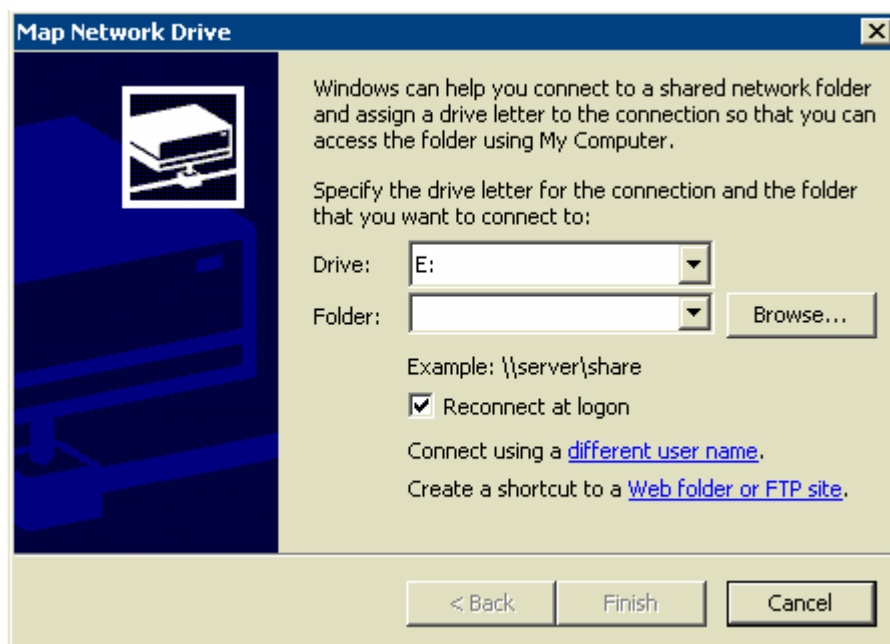 Map Network Drive
Windows can help you connect to a shared network folder
and assign a drive letter to the connection so that you can
access the folder using My Computer.
Specify the drive letter for the connection and the folder
that you want to connect to:
Drive: E:
Folder: Browse...
Example: \\server\share
Reconnect at logon
Connect using a different user name.
Create a shortcut to a Web folder or FTP site.
< Back Finish Cancel